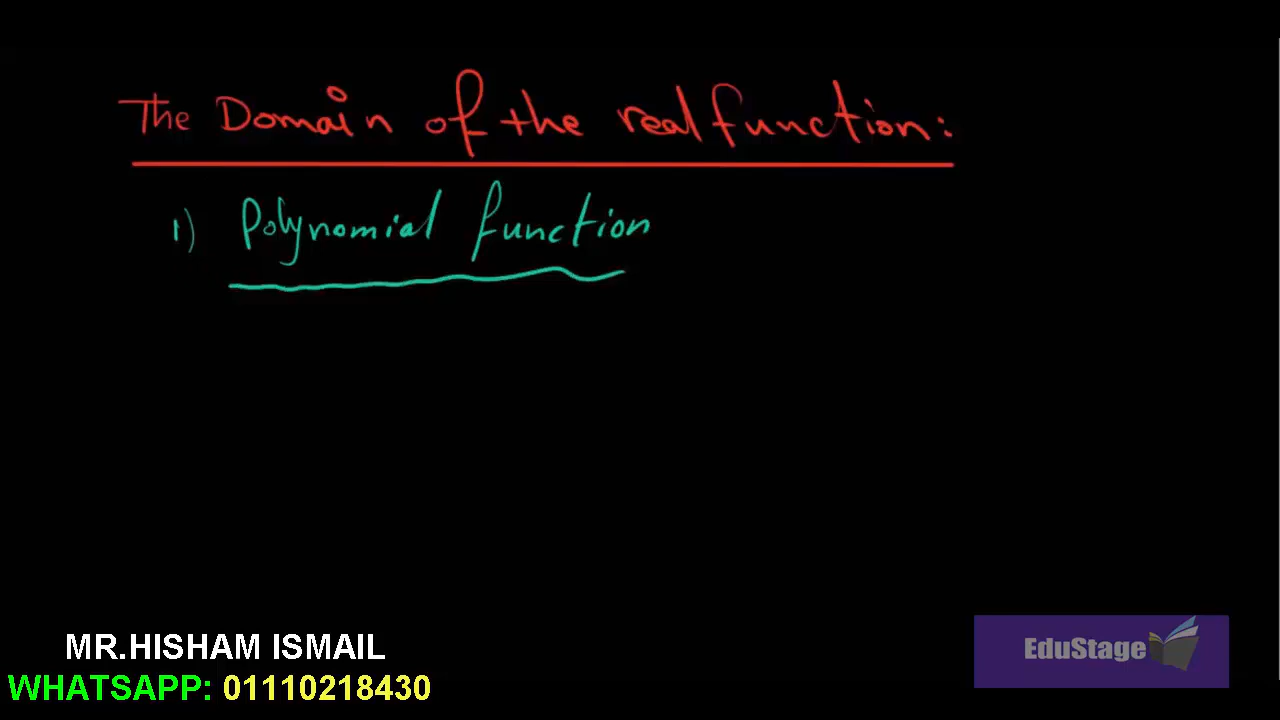 The Domain of the real function:
1) Polynomial function
MR.HISHAM ISMAIL
WHATSAPP: 01110218430
EduStage